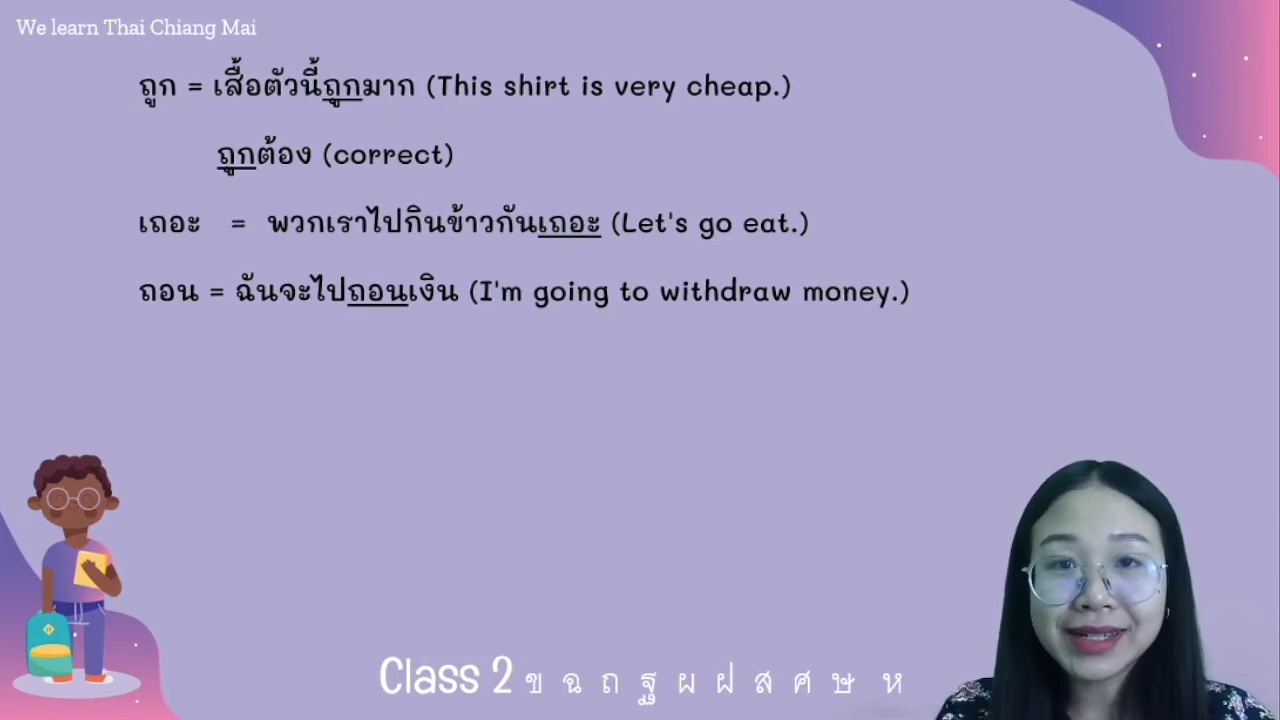 We learn Thai Chiang Mai
ถูก = เสื้อตัวนี้ถูกมาก (This shirt is very cheap.)
ถูกต้อง (correct)
เถอะ = พวกเราไปกินข้าวกันเถอะ (Let's go eat.)
ถอน = ฉันจะไปถอนเงิน (I'm going to withdraw money.)
Class 2 ข ฉ ถ ฐ ผ ฝ ส ศ ษ ห